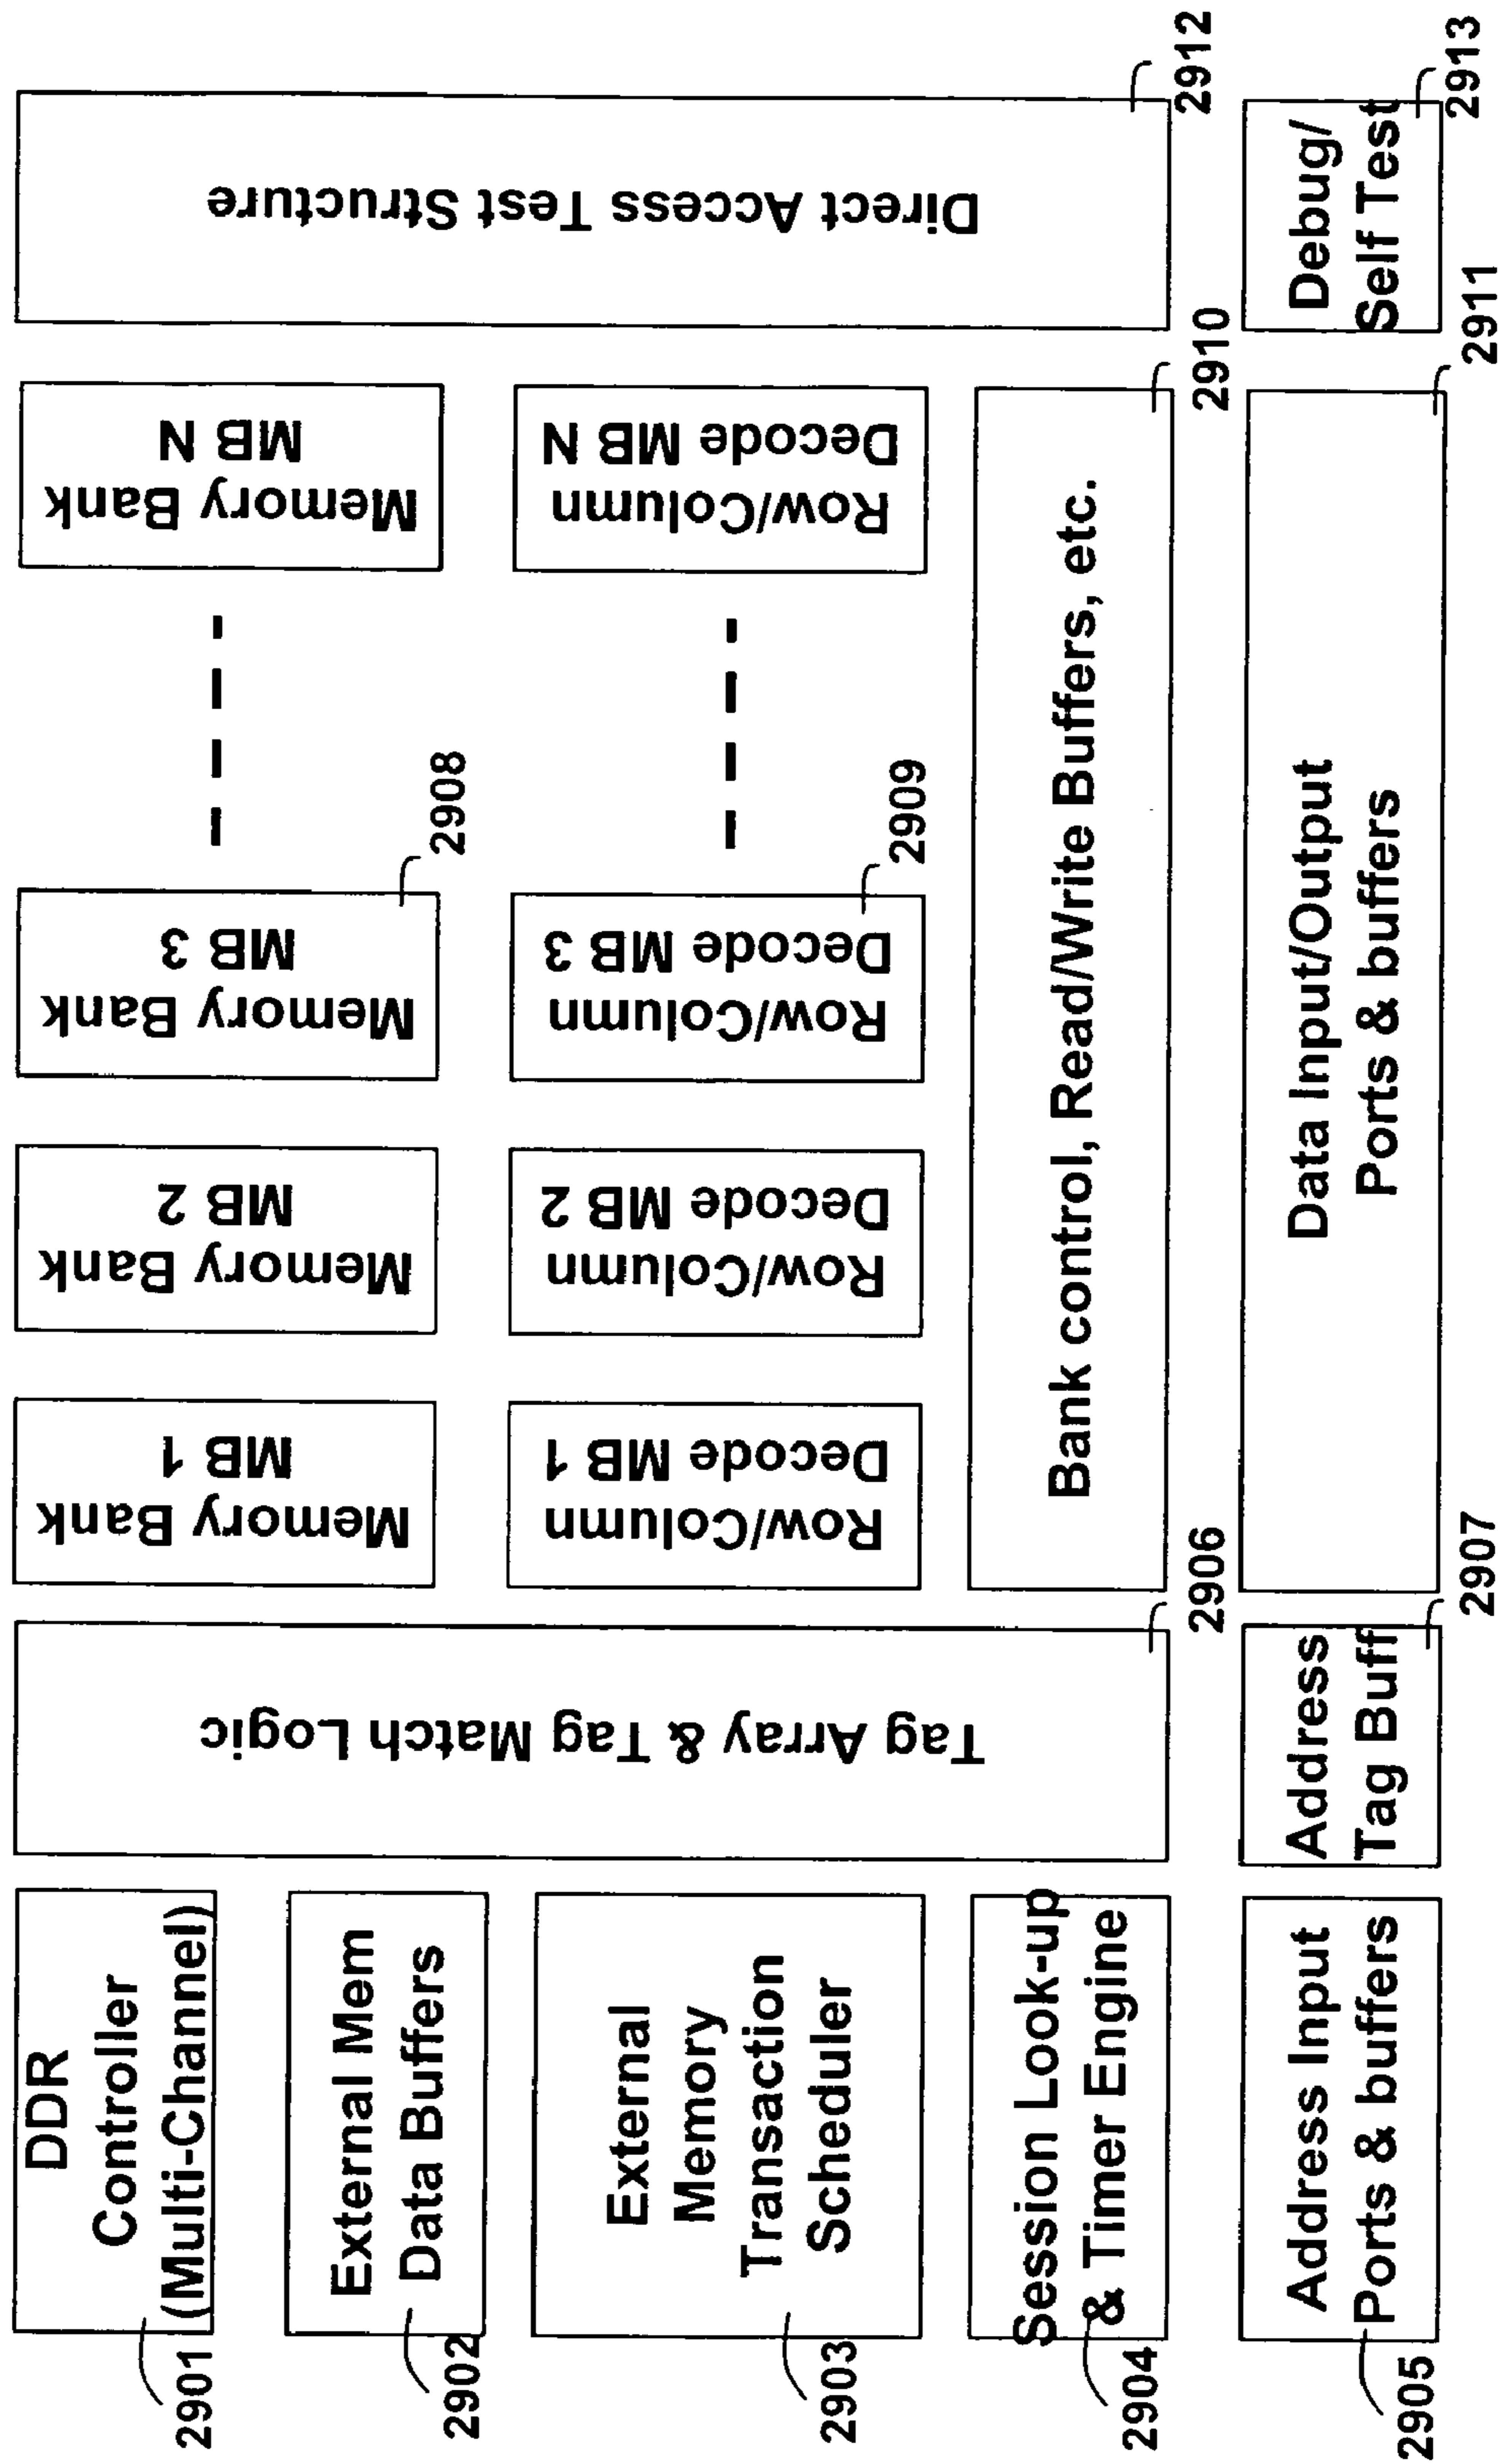 DDR
Controller
(Multi-Channel)
2901
External Mem
Data Buffers
2902
External
Memory
Transaction
Scheduler
2903
Session Look-up
& Timer Engine
2904
Address Input
Ports & buffers
2905
Tag Array & Tag Match Logic
2906
Address
Tag Buff
2907
Memory Bank
MB 1
Memory Bank
MB 2
Memory Bank
MB 3
2908
Memory Bank
MB N
Row/Column
Decode MB 1
Row/Column
Decode MB 2
Row/Column
Decode MB 3
2909
Row/Column
Decode MB N
Bank control, Read/Write Buffers, etc.
2910
Data Input/Output
Ports & buffers
2911
Direct Access Test Structure
2912
Debug/
Self Test
2913